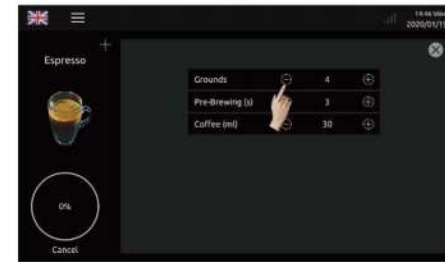 14:46
2020/01/1
Espresso
Grounds 4
Pre-Brewing (s) 3
Coffee (ml) 30
0%
Cancel